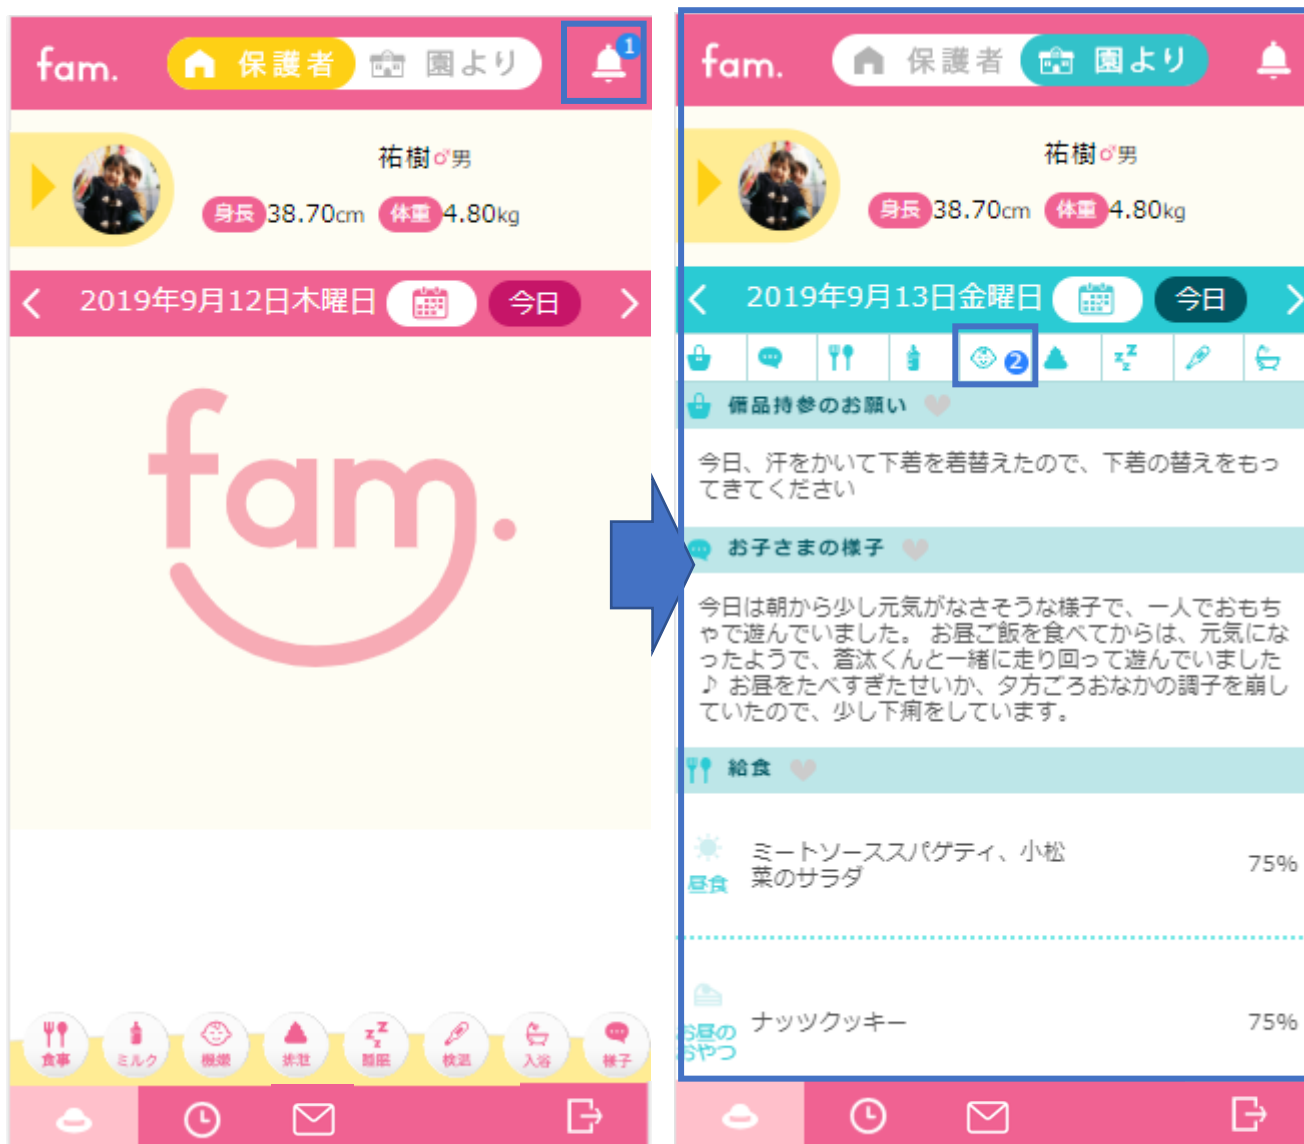 fam.
保護者
園より
1
祐樹♂男
身長38.70cm 体重4.80kg
2019年9月12日木曜日
今日
fam.
食事
ミルク
機嫌
排泄
睡眠
検温
入浴
様子
fam.
保護者
園より
祐樹♂男
身長38.70cm 体重4.80kg
2019年9月13日金曜日
今日
2
備品持参のお願い
今日、汗をかいて下着を着替えたので、下着の替えをもっ
てきてください
お子さまの様子
今日は朝から少し元気がなさそうな様子で、一人でおもち
ゃで遊んでいました。 お昼ご飯を食べてからは、元気にな
ったようで、蒼汰くんと一緒に走り回って遊んでいました
♪ お昼をたべすぎたせいか、夕方ごろおなかの調子を崩し
ていたので、少し下痢をしています。
給食
昼食
ミートソーススパゲティ、小松
菜のサラダ
75%
お昼の
おやつ
ナッツクッキー
75%